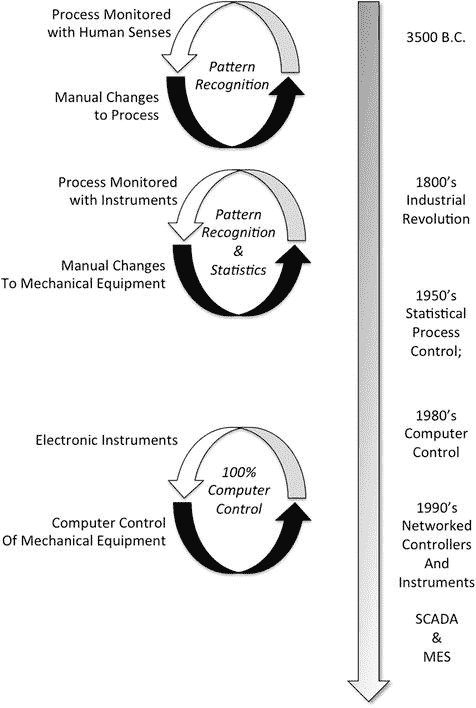 Process Monitored
with Human Senses
Pattern
Recognition
Manual Changes
to Process
3500 B.C.
Process Monitored
with Instruments
Pattern
Recognition
&
Statistics
Manual Changes
To Mechanical Equipment
1800's
Industrial
Revolution
1950's
Statistical
Process
Control;
Electronic Instruments
100%
Computer
Control
Computer Control
Of Mechanical Equipment
1980's
Computer
Control
1990's
Networked
Controllers
And
Instruments
SCADA
&
MES